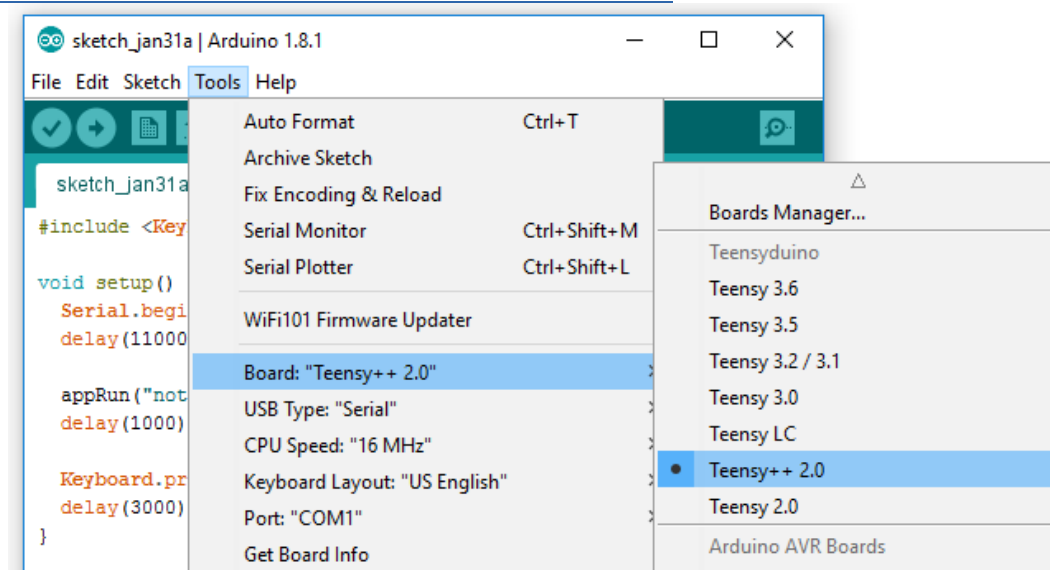 sketch_jan31a | Arduino 1.8.1
File Edit Sketch Tools Help
sketch_jan31a
#include <Key
void setup()
Serial.begi
delay(11000
appRun("not
delay(1000)
Keyboard.pr
delay(3000)
}
Auto Format Ctrl+T
Archive Sketch
Fix Encoding & Reload
Serial Monitor Ctrl+Shift+M
Serial Plotter Ctrl+Shift+L
WiFi101 Firmware Updater
Board: "Teensy++ 2.0"
USB Type: "Serial"
CPU Speed: "16 MHz"
Keyboard Layout: "US English"
Port: "COM1"
Get Board Info
Boards Manager...
Teensyduino
Teensy 3.6
Teensy 3.5
Teensy 3.2 / 3.1
Teensy 3.0
Teensy LC
Teensy++ 2.0
Teensy 2.0
Arduino AVR Boards